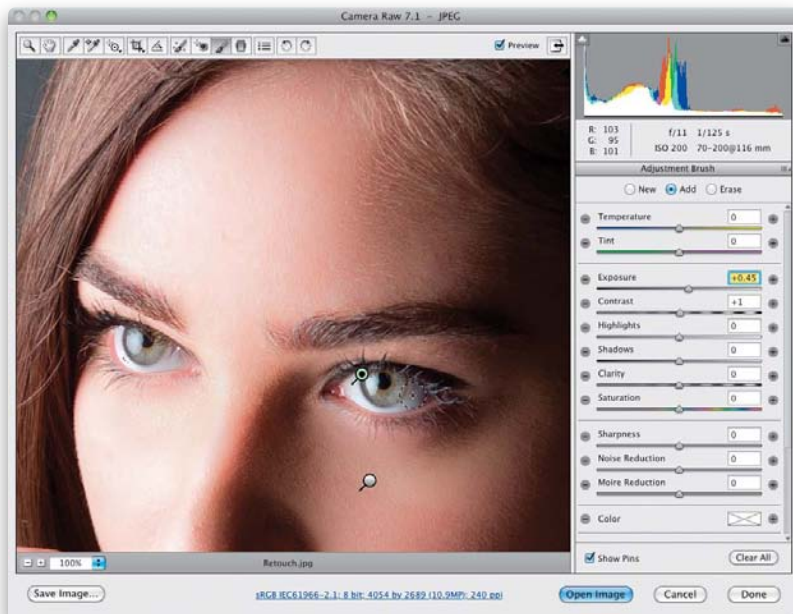 Camera Raw 7.1 – JPEG
Preview
R: 103
G: 95
B: 101
f/11 1/125 s
ISO 200 70-200@116 mm
Adjustment Brush
New Add Erase
Temperature 0
Tint 0
Exposure +0.45
Contrast +1
Highlights 0
Shadows 0
Clarity 0
Saturation 0
Sharpness 0
Noise Reduction 0
Moire Reduction 0
Color
Show Pins Clear All
100% Retouch.jpg
Save Image... sRGB IEC61966-2.1; 8 bit; 4054 by 2689 (10.9MP); 240 ppi Open Image Cancel Done